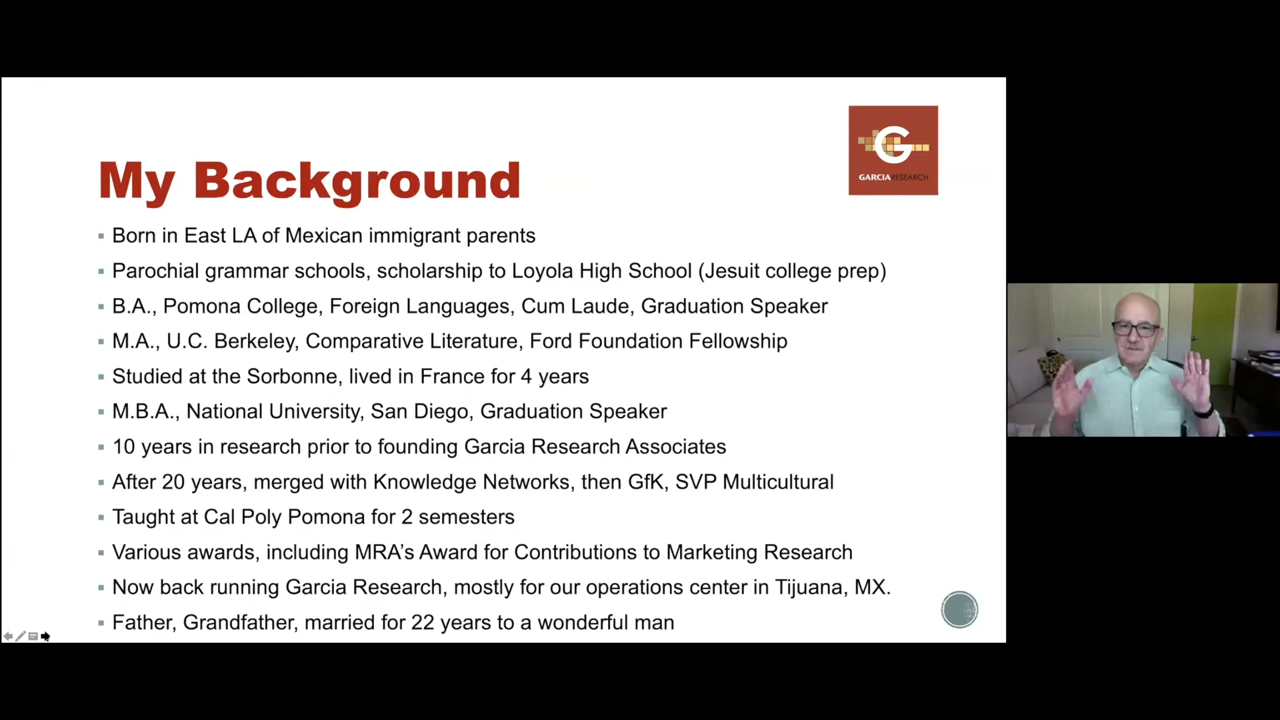 G
GARCIARESEARCH
My Background
Born in East LA of Mexican immigrant parents
Parochial grammar schools, scholarship to Loyola High School (Jesuit college prep)
B.A., Pomona College, Foreign Languages, Cum Laude, Graduation Speaker
M.A., U.C. Berkeley, Comparative Literature, Ford Foundation Fellowship
Studied at the Sorbonne, lived in France for 4 years
M.B.A., National University, San Diego, Graduation Speaker
10 years in research prior to founding Garcia Research Associates
After 20 years, merged with Knowledge Networks, then GfK, SVP Multicultural
Taught at Cal Poly Pomona for 2 semesters
Various awards, including MRA's Award for Contributions to Marketing Research
Now back running Garcia Research, mostly for our operations center in Tijuana, MX.
Father, Grandfather, married for 22 years to a wonderful man